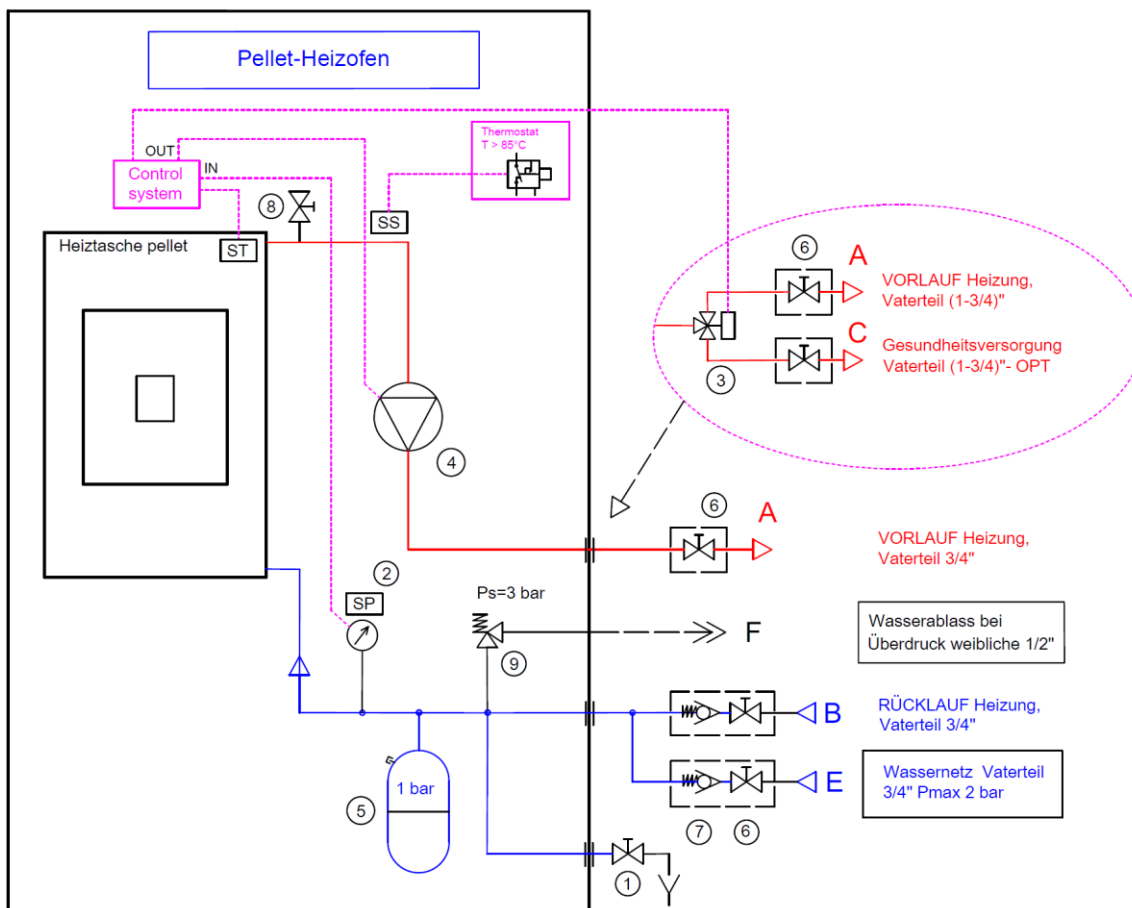 Pellet-Heizofen
Thermostat
T > 85°C
OUT
IN
Control
system
8
SS
Heiztasche pellet
ST
6
A
VORLAUF Heizung,
Vaterteil (1-3/4)"
C
Gesundheitsversorgung
Vaterteil (1-3/4)"- OPT
3
4
6
A
VORLAUF Heizung,
Vaterteil 3/4"
2
SP
Ps=3 bar
F
Wasserablass bei
Überdruck weibliche 1/2"
9
B
RÜCKLAUF Heizung,
Vaterteil 3/4"
1 bar
5
E
Wassernetz Vaterteil
3/4" Pmax 2 bar
7
6
1